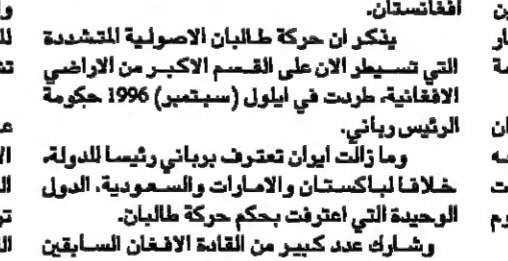 افغانستان.
يذكر ان حركة طالبان الاصولية المتشددة
التي تسيطر الان على القسم الاكبر من الاراضي
الافغانية، طردت في ايلول (سبتمبر) 1996 حكومة
الرئيس رباني.
وما زالت ايران تعترف برباني رئيسا للدولة،
خلافا لباكستان والامارات والسعودية، الدول
الوحيدة التي اعترفت بحكم حركة طالبان.
وشارك عدد كبير من القادة الافغان السابقين